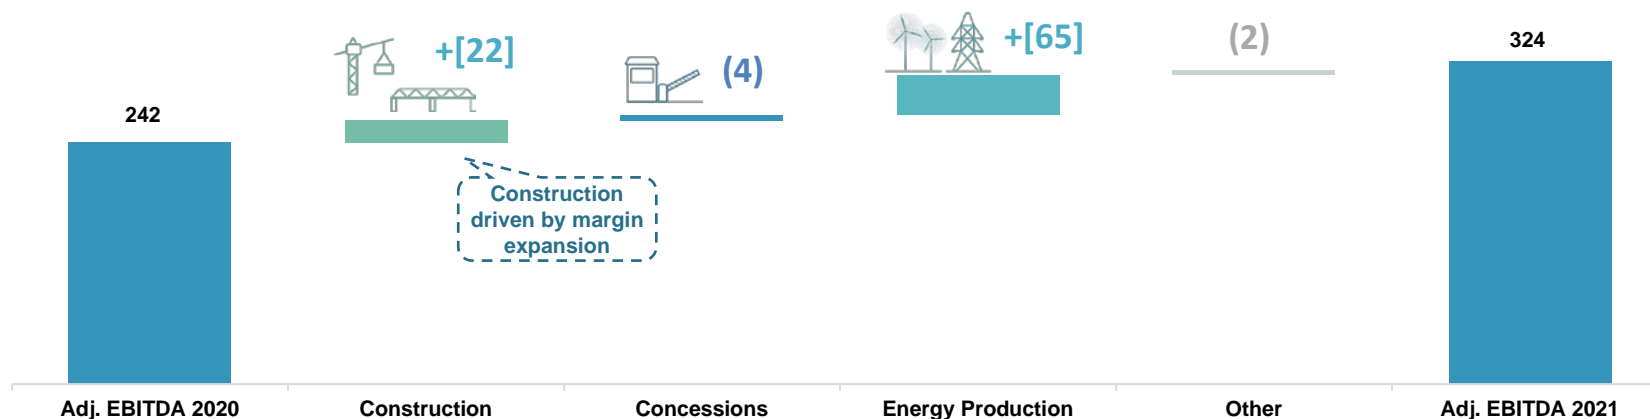 242
+[22]
(4)
+[65]
(2)
324
Construction
driven by margin
expansion
Adj. EBITDA 2020
Construction
Concessions
Energy Production
Other
Adj. EBITDA 2021